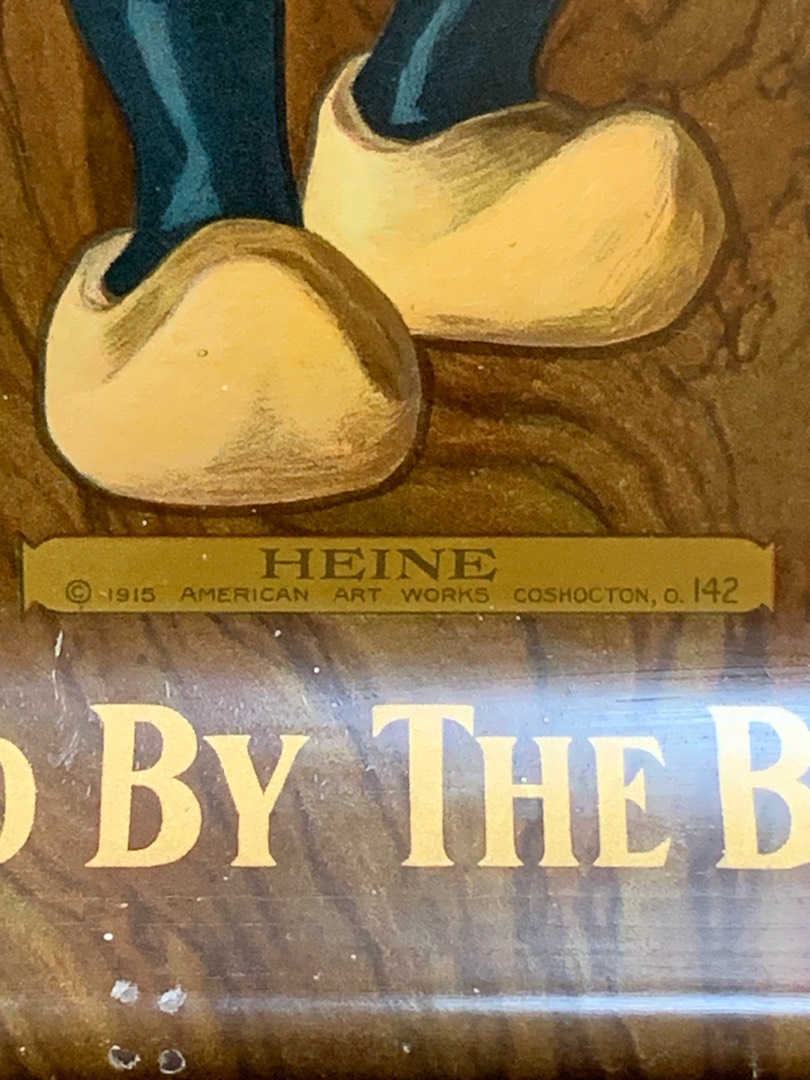 HEINE
© 1915 AMERICAN ART WORKS COSHOCTON, O. 142
BY THE